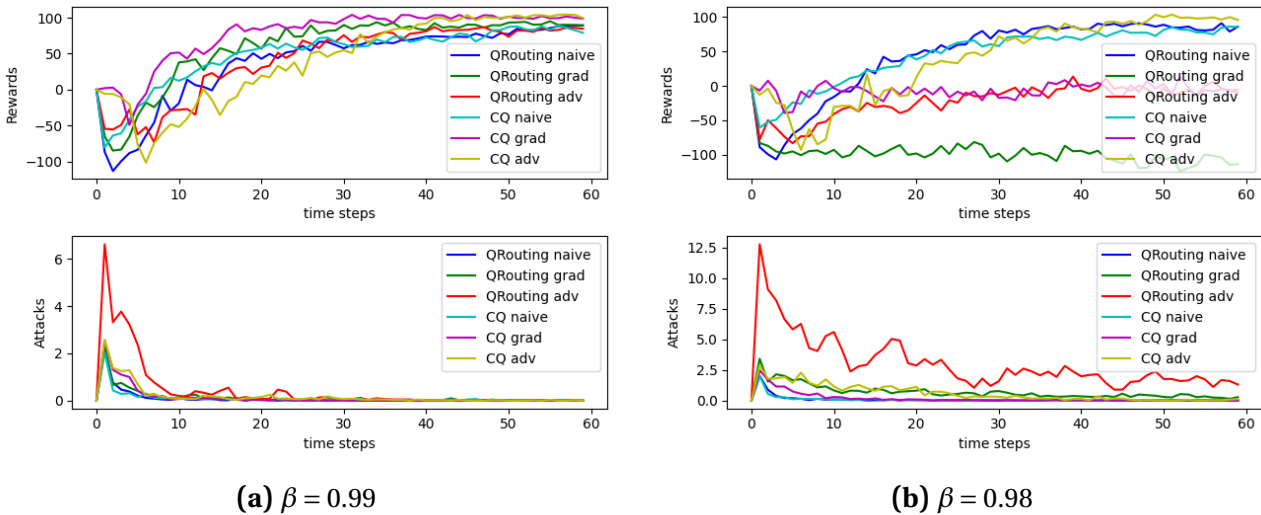 Rewards
100
50
0
−50
−100
QRouting naive
QRouting grad
QRouting adv
CQ naive
CQ grad
CQ adv
0 10 20 30 40 50 60
time steps
Attacks
6
4
2
0
QRouting naive
QRouting grad
QRouting adv
CQ naive
CQ grad
CQ adv
0 10 20 30 40 50 60
time steps
(a) β = 0.99
Rewards
100
50
0
−50
−100
QRouting naive
QRouting grad
QRouting adv
CQ naive
CQ grad
CQ adv
0 10 20 30 40 50 60
time steps
Attacks
12.5
10.0
7.5
5.0
2.5
0.0
QRouting naive
QRouting grad
QRouting adv
CQ naive
CQ grad
CQ adv
0 10 20 30 40 50 60
time steps
(b) β = 0.98